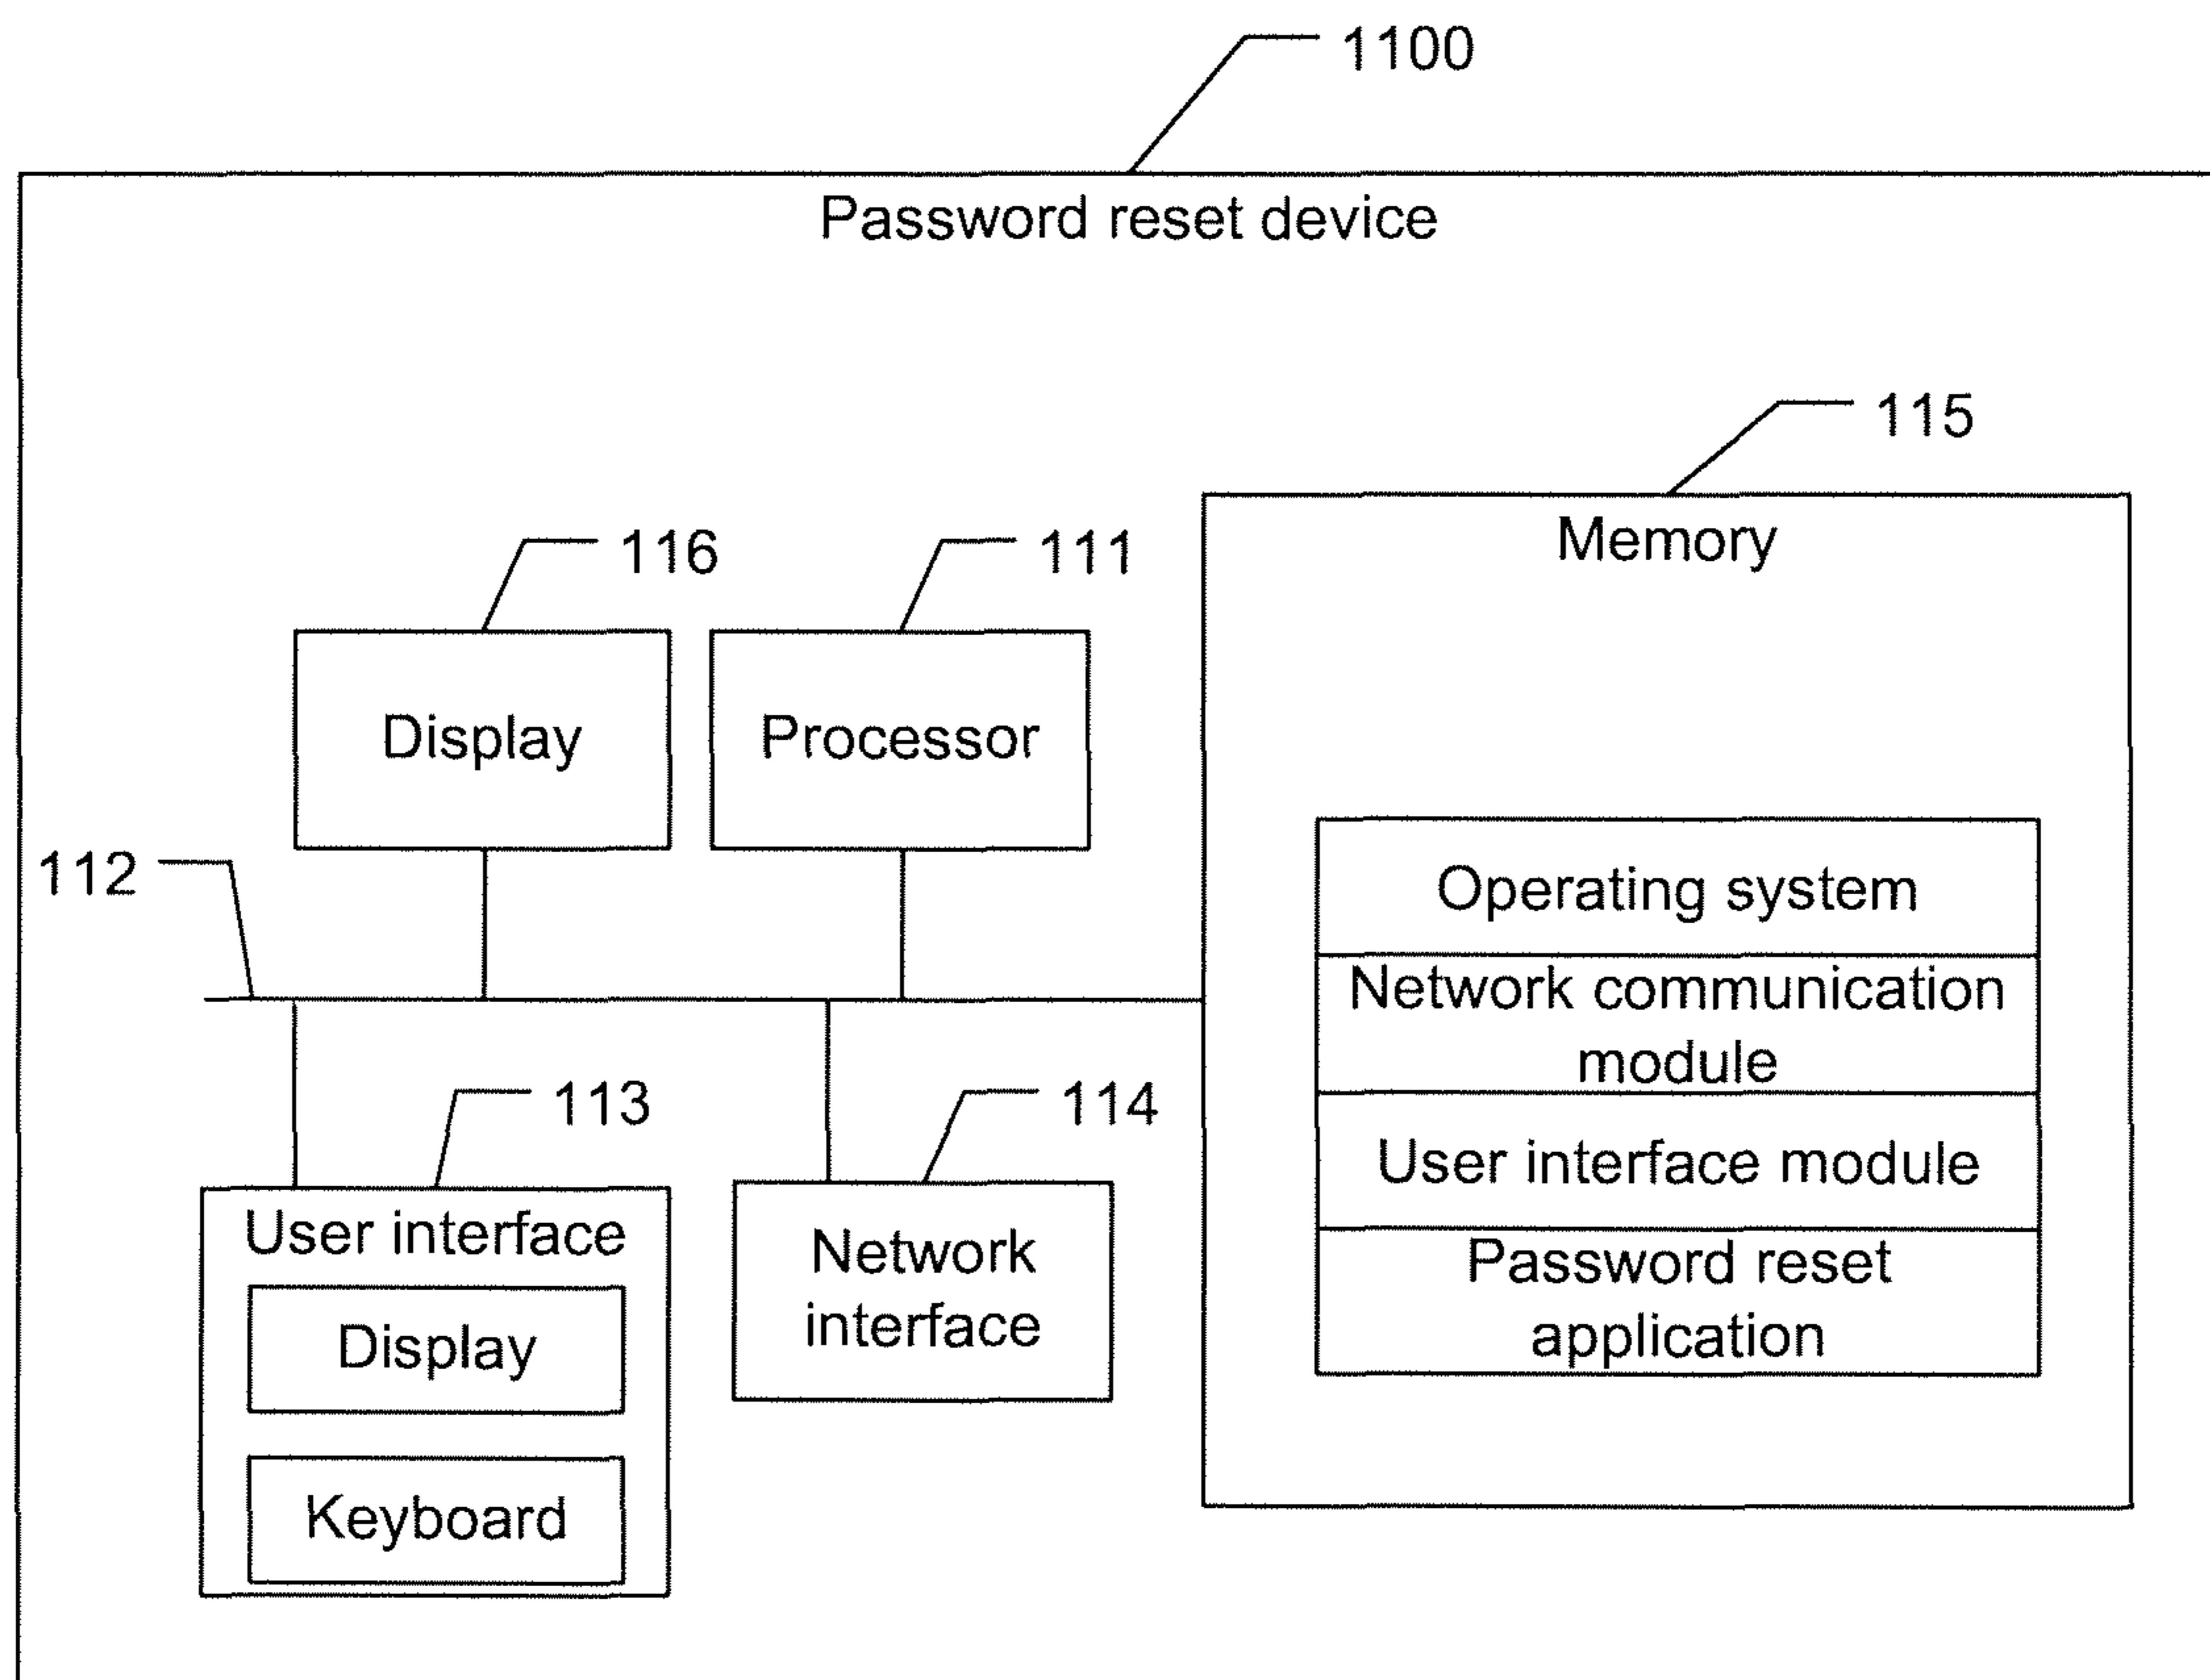 1100
Password reset device
115
Memory
116
111
Display
Processor
112
Operating system
Network communication
module
User interface module
Password reset
application
113
114
User interface
Display
Keyboard
Network
interface